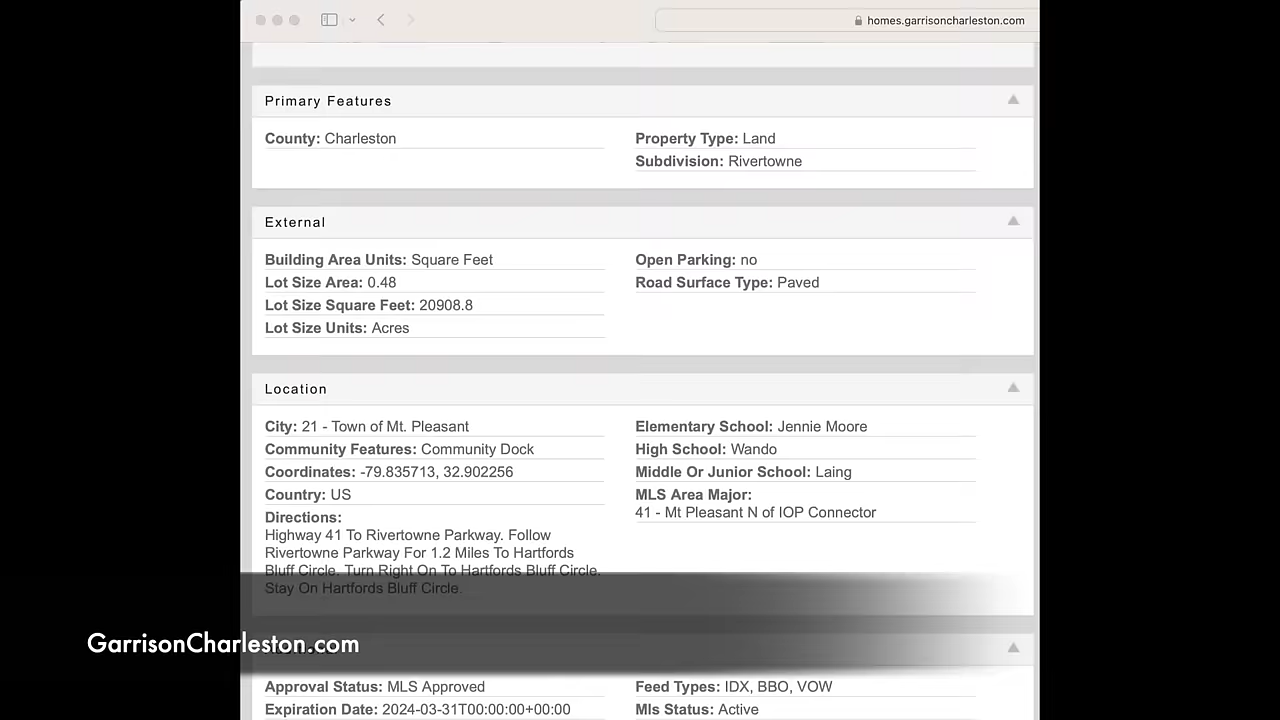 homes.garrisoncharleston.com
Primary Features
County: Charleston
Property Type: Land
Subdivision: Rivertowne
External
Building Area Units: Square Feet
Lot Size Area: 0.48
Lot Size Square Feet: 20908.8
Lot Size Units: Acres
Open Parking: no
Road Surface Type: Paved
Location
City: 21 - Town of Mt. Pleasant
Community Features: Community Dock
Coordinates: -79.835713, 32.902256
Country: US
Directions:
Highway 41 To Rivertowne Parkway. Follow
Rivertowne Parkway For 1.2 Miles To Hartfords
Bluff Circle. Turn Right On To Hartfords Bluff Circle.
Stay On Hartfords Bluff Circle.
Elementary School: Jennie Moore
High School: Wando
Middle Or Junior School: Laing
MLS Area Major:
41 - Mt Pleasant N of IOP Connector
GarrisonCharleston.com
Approval Status: MLS Approved
Expiration Date: 2024-03-31T00:00:00+00:00
Feed Types: IDX, BBO, VOW
Mls Status: Active